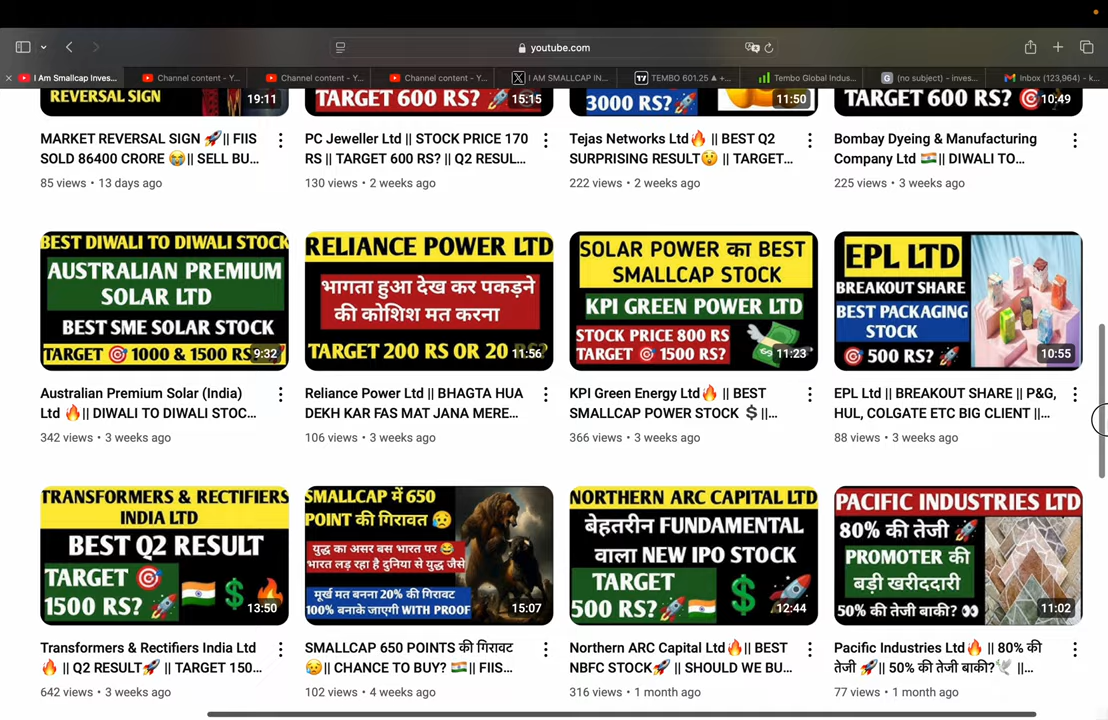 youtube.com
I Am Smallcap Inves...
Channel content - Y...
Channel content - Y...
Channel content - Y...
I AM SMALLCAP IN...
TEMBO 601.25 ▲ +...
Tembo Global Indus...
(no subject) - inves...
Inbox (123,964) - k...
REVERSAL SIGN
19:11
TARGET 600 RS? 🚀
15:15
3000 RS?🚀
11:50
TARGET 600 RS? 🎯
10:49
MARKET REVERSAL SIGN 🚀|| FIIS
SOLD 86400 CRORE 😭|| SELL BU...
85 views • 13 days ago
PC Jeweller Ltd || STOCK PRICE 170
RS || TARGET 600 RS? || Q2 RESUL...
130 views • 2 weeks ago
Tejas Networks Ltd🔥 || BEST Q2
SURPRISING RESULT😲 || TARGET...
222 views • 2 weeks ago
Bombay Dyeing & Manufacturing
Company Ltd 🇮🇳|| DIWALI TO...
225 views • 3 weeks ago
BEST DIWALI TO DIWALI STOCK
AUSTRALIAN PREMIUM
SOLAR LTD
BEST SME SOLAR STOCK
TARGET 🎯 1000 & 1500 RS
9:32
RELIANCE POWER LTD
भागता हुआ देख कर पकड़ने
की कोशिश मत करना
TARGET 200 RS OR 20
11:56
SOLAR POWER का BEST
SMALLCAP STOCK
KPI GREEN POWER LTD
STOCK PRICE 800 RS
TARGET 🎯 1500 RS?
11:23
EPL LTD
BREAKOUT SHARE
BEST PACKAGING
STOCK
🎯 500 RS? 🚀
10:55
Australian Premium Solar (India)
Ltd 🔥|| DIWALI TO DIWALI STOC...
342 views • 3 weeks ago
Reliance Power Ltd || BHAGTA HUA
DEKH KAR FAS MAT JANA MERE...
106 views • 3 weeks ago
KPI Green Energy Ltd🔥 || BEST
SMALLCAP POWER STOCK 💲||...
366 views • 3 weeks ago
EPL Ltd || BREAKOUT SHARE || P&G,
HUL, COLGATE ETC BIG CLIENT ||...
88 views • 3 weeks ago
TRANSFORMERS & RECTIFIERS
INDIA LTD
BEST Q2 RESULT
TARGET 🎯
1500 RS? 🚀 🇮🇳 💲 🔥
13:50
SMALLCAP में 650
POINT की गिरावट 😥
युद्ध का असर बस भारत पर 😂
भारत लड़ रहा है दुनिया से युद्ध जैसे
मूर्ख मत बनना 20% की गिरावट
100% बनाके जाएगी WITH PROOF
15:07
NORTHERN ARC CAPITAL LTD
बेहतरीन FUNDAMENTAL
वाला NEW IPO STOCK
TARGET
500 RS?🚀🇮🇳 💲
12:44
PACIFIC INDUSTRIES LTD
80% की तेजी 🚀
PROMOTER की
बड़ी खरीददारी
50% की तेजी बाकी? 👀
11:02
Transformers & Rectifiers India Ltd
🔥 || Q2 RESULT🚀 || TARGET 150...
642 views • 3 weeks ago
SMALLCAP 650 POINTS की गिरावट
😥|| CHANCE TO BUY? 🇮🇳 || FIIS...
102 views • 4 weeks ago
Northern ARC Capital Ltd🔥|| BEST
NBFC STOCK🚀 || SHOULD WE BU...
316 views • 1 month ago
Pacific Industries Ltd🔥 || 80% की
तेजी 🚀|| 50% की तेजी बाकी?🕊️ ||...
77 views • 1 month ago